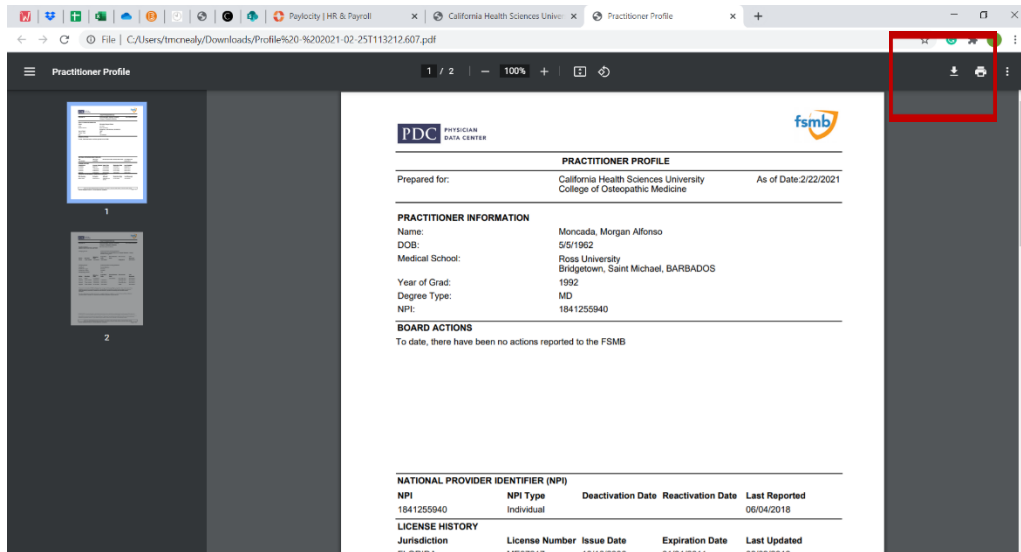 Paylocity | HR & Payroll
California Health Sciences Univer
Practitioner Profile
File | C:/Users/tmcnealy/Downloads/Profile%20-%202021-02-25T113212.607.pdf
Practitioner Profile
1 / 2
100%
1
2
PDC PHYSICIAN
DATA CENTER
fsmb
PRACTITIONER PROFILE
Prepared for: California Health Sciences University As of Date:2/22/2021
College of Osteopathic Medicine
PRACTITIONER INFORMATION
Name: Moncada, Morgan Alfonso
DOB: 5/5/1962
Medical School: Ross University
Bridgetown, Saint Michael, BARBADOS
Year of Grad: 1992
Degree Type: MD
NPI: 1841255940
BOARD ACTIONS
To date, there have been no actions reported to the FSMB
NATIONAL PROVIDER IDENTIFIER (NPI)
NPI NPI Type Deactivation Date Reactivation Date Last Reported
1841255940 Individual 06/04/2018
LICENSE HISTORY
Jurisdiction License Number Issue Date Expiration Date Last Updated